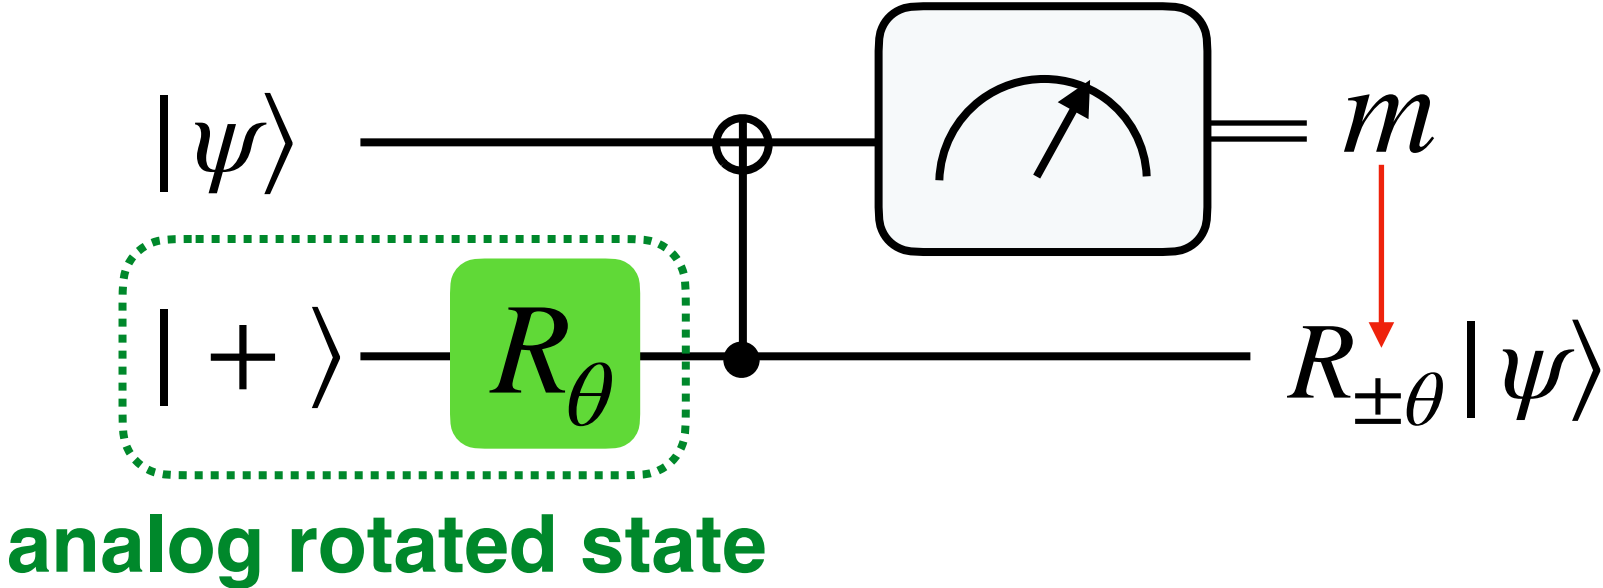 |ψ⟩
m
|+⟩ R_θ
R_{±θ}|ψ⟩
analog rotated state